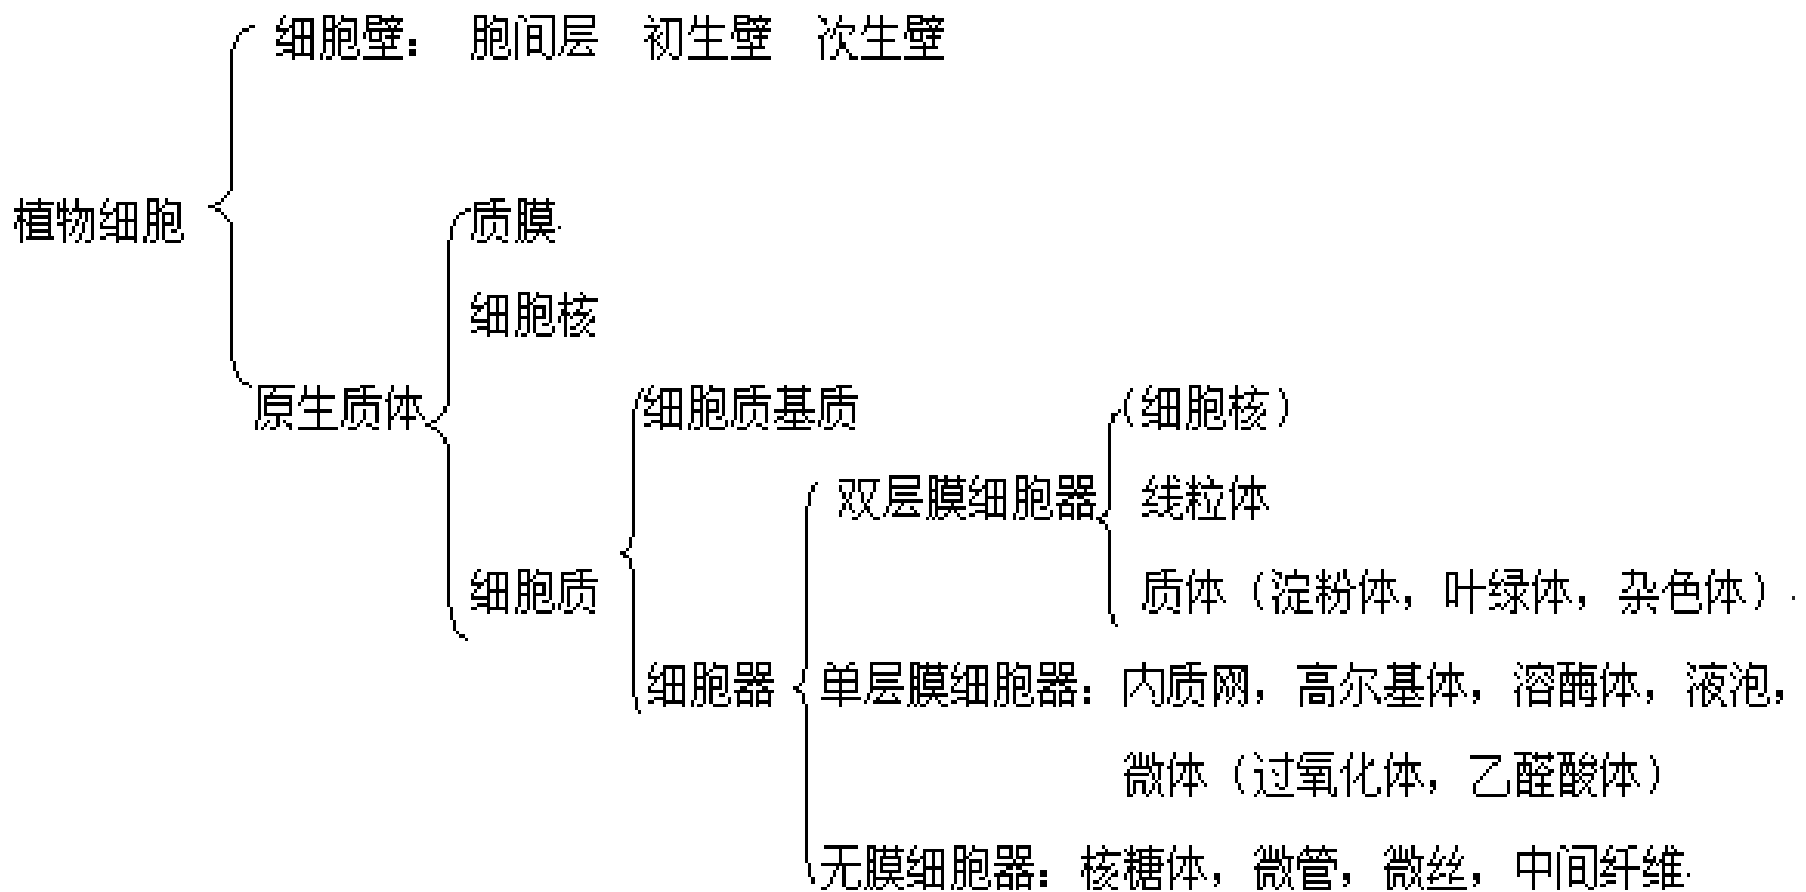 细胞壁： 胞间层 初生壁 次生壁
植物细胞
质膜
细胞核
原生质体
细胞质基质
（细胞核）
双层膜细胞器
线粒体
细胞质
质体（淀粉体，叶绿体，杂色体）
细胞器
单层膜细胞器：内质网，高尔基体，溶酶体，液泡，
微体（过氧化体，乙醛酸体）
无膜细胞器：核糖体，微管，微丝，中间纤维